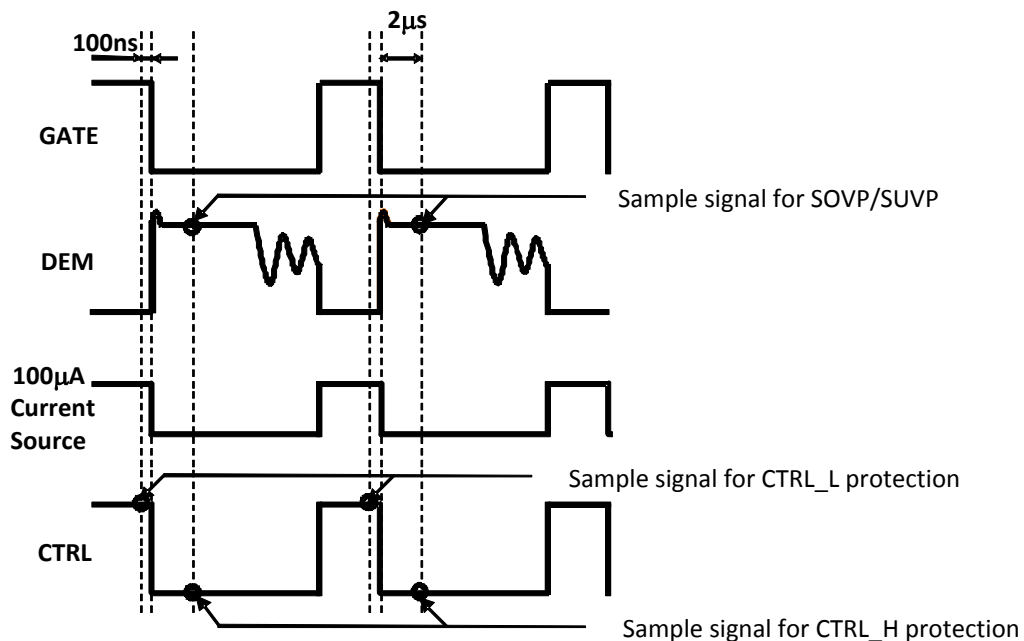 2μs
100ns
GATE
Sample signal for SOVP/SUVP
DEM
100μA
Current
Source
Sample signal for CTRL_L protection
CTRL
Sample signal for CTRL_H protection